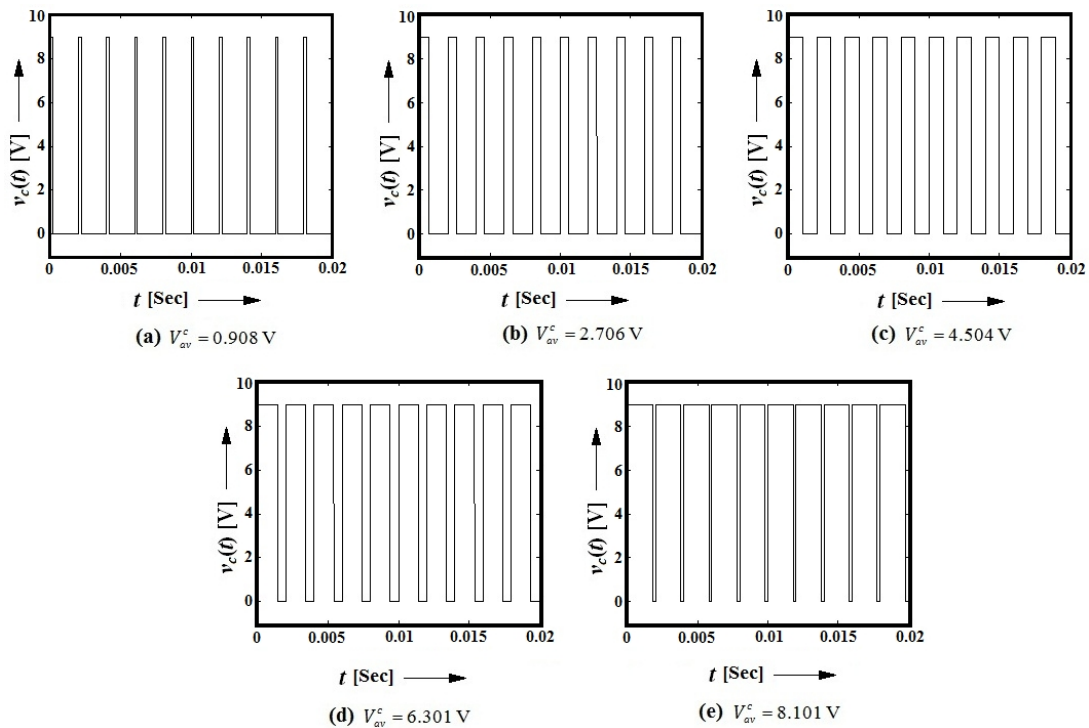 10
8
6
4
2
0
v_c(t) [V]
0 0.005 0.01 0.015 0.02
t [Sec]
(a) V^c_av = 0.908 V
10
8
6
4
2
0
v_c(t) [V]
0 0.005 0.01 0.015 0.02
t [Sec]
(b) V^c_av = 2.706 V
10
8
6
4
2
0
v_c(t) [V]
0 0.005 0.01 0.015 0.02
t [Sec]
(c) V^c_av = 4.504 V
10
8
6
4
2
0
v_c(t) [V]
0 0.005 0.01 0.015 0.02
t [Sec]
(d) V^c_av = 6.301 V
10
8
6
4
2
0
v_c(t) [V]
0 0.005 0.01 0.015 0.02
t [Sec]
(e) V^c_av = 8.101 V